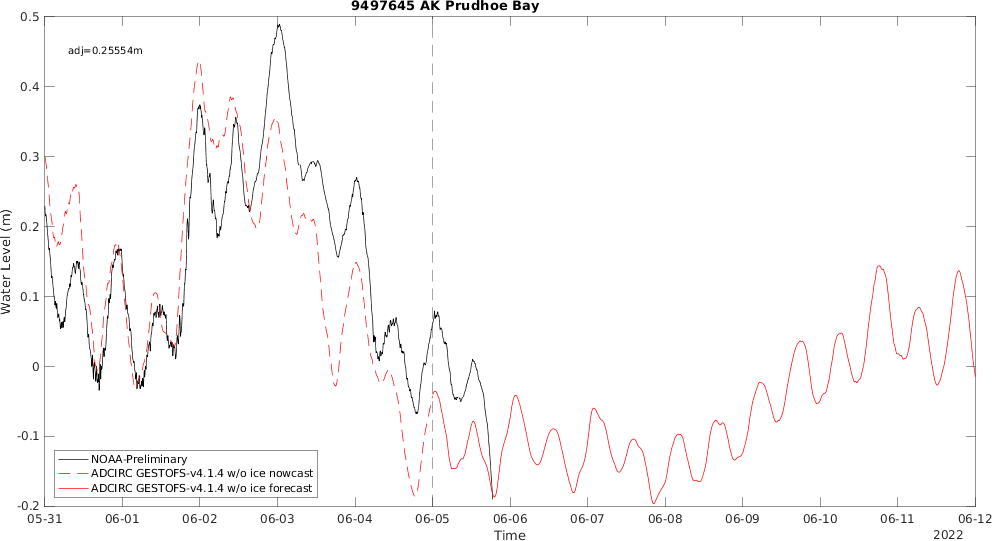 9497645 AK Prudhoe Bay
adj=0.25554m
0.5
0.4
0.3
0.2
0.1
0
-0.1
-0.2
Water Level (m)
NOAA-Preliminary
ADCIRC GESTOFS-v4.1.4 w/o ice nowcast
ADCIRC GESTOFS-v4.1.4 w/o ice forecast
05-31 06-01 06-02 06-03 06-04 06-05 06-06 06-07 06-08 06-09 06-10 06-11 06-12
Time
2022